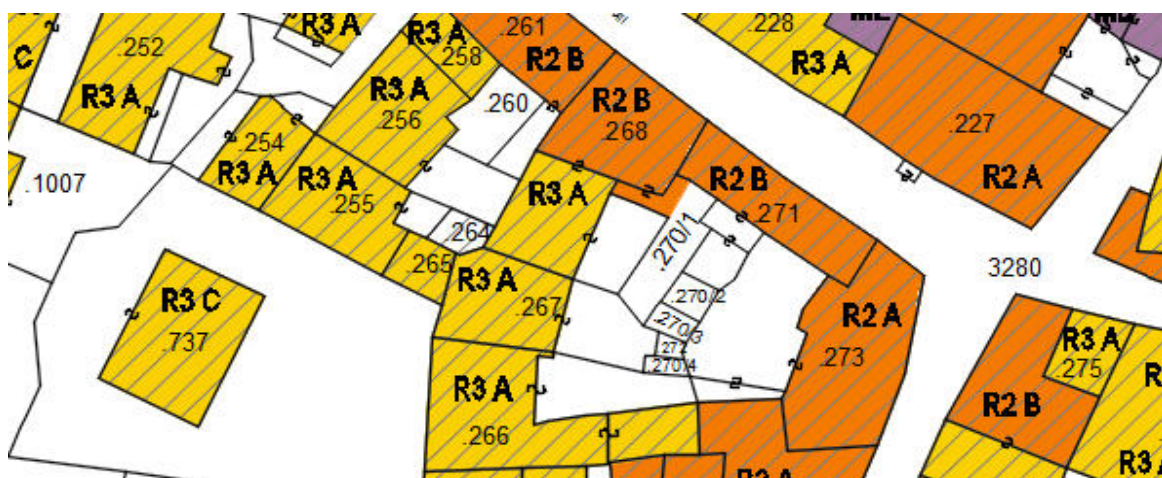 R3 A
.261
.228
C
.252
.258
R2 B
R3 A
R3 A
R3 A
R2 B
.260
.256
.268
.227
.254
R3 A
R3 A
R3 A
R2 B
R2 A
.1007
.255
.271
.264
.270/1
.265
R3 A
3280
R3 C
.267
.270/2
R2 A
.270/3
R3 A
.737
272
.273
.270/4
.275
R3 A
R2 B
.266
R3 A
R3 A